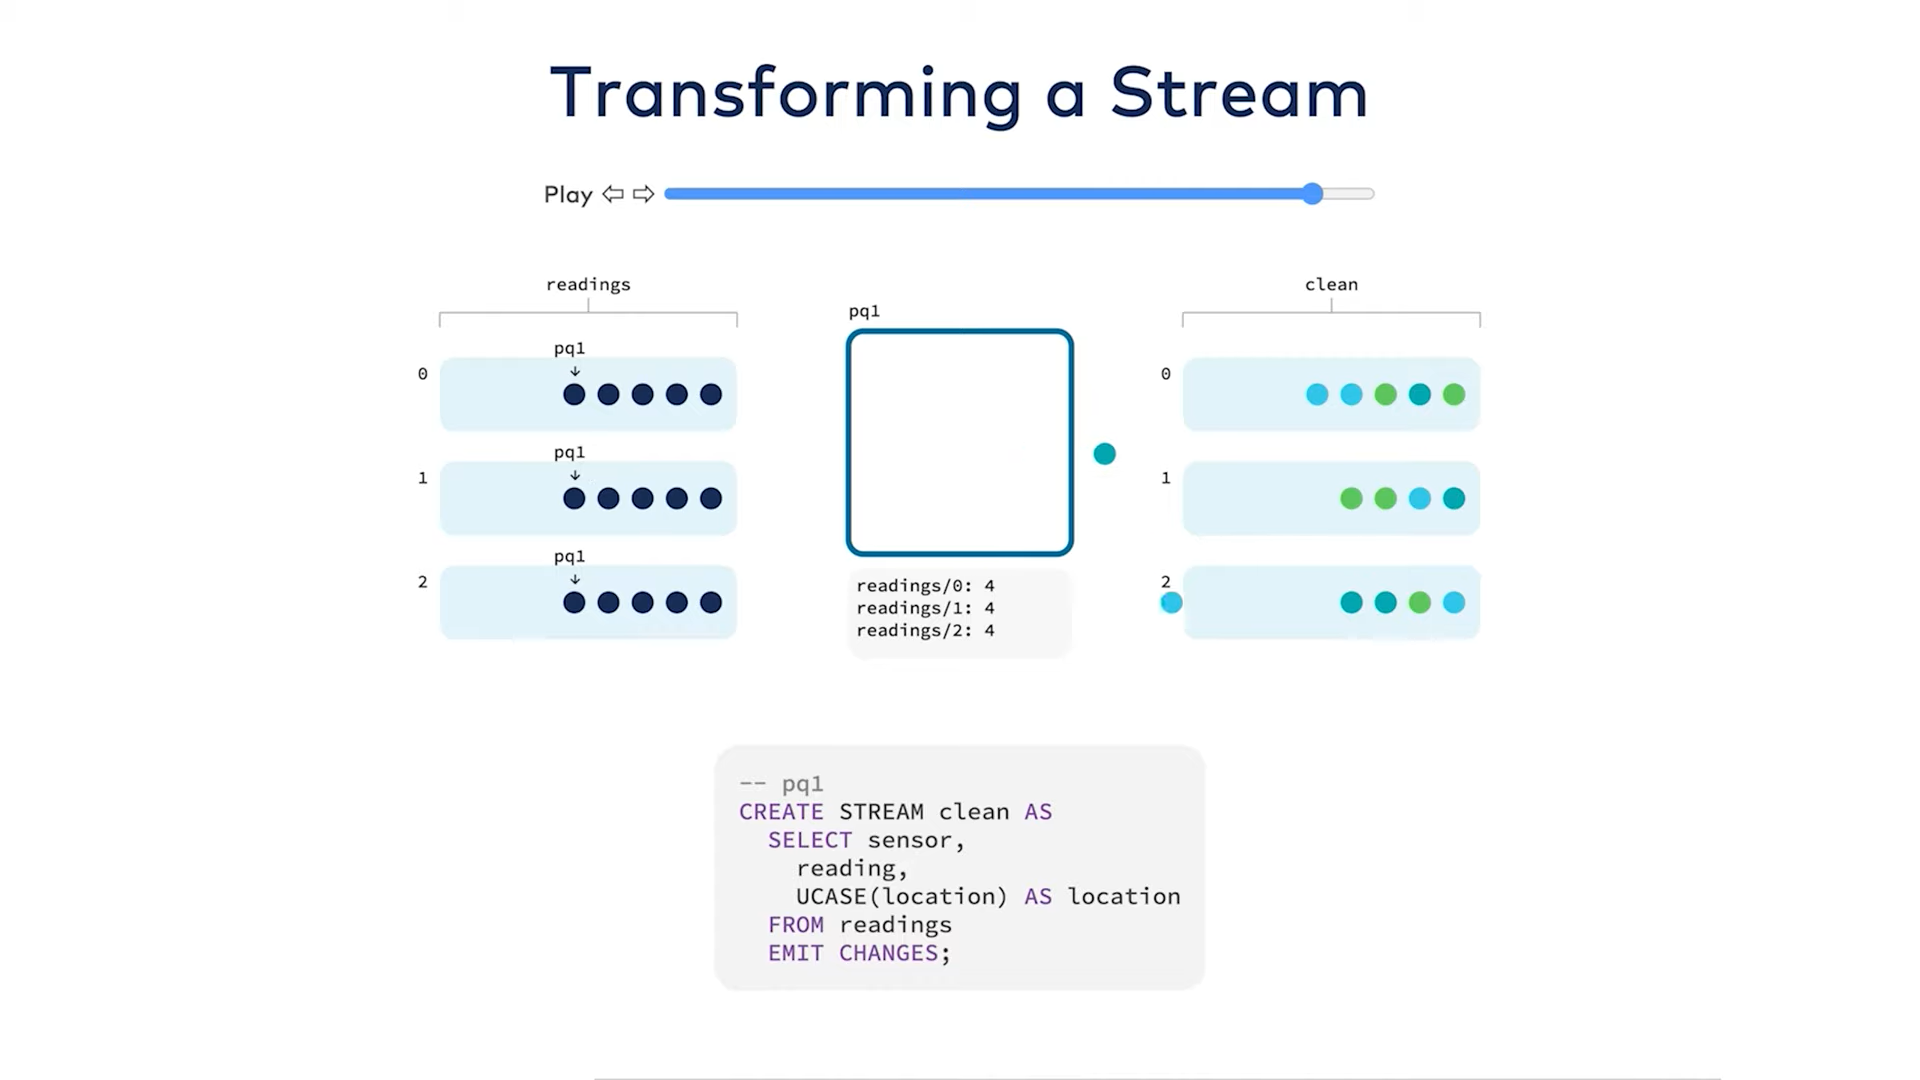 Transforming a Stream
Play ⇦ ⇨
readings
pq1
clean
0
pq1
↓
0
1
pq1
↓
1
2
pq1
↓
2
readings/0: 4
readings/1: 4
readings/2: 4
-- pq1
CREATE STREAM clean AS
SELECT sensor,
reading,
UCASE(location) AS location
FROM readings
EMIT CHANGES;